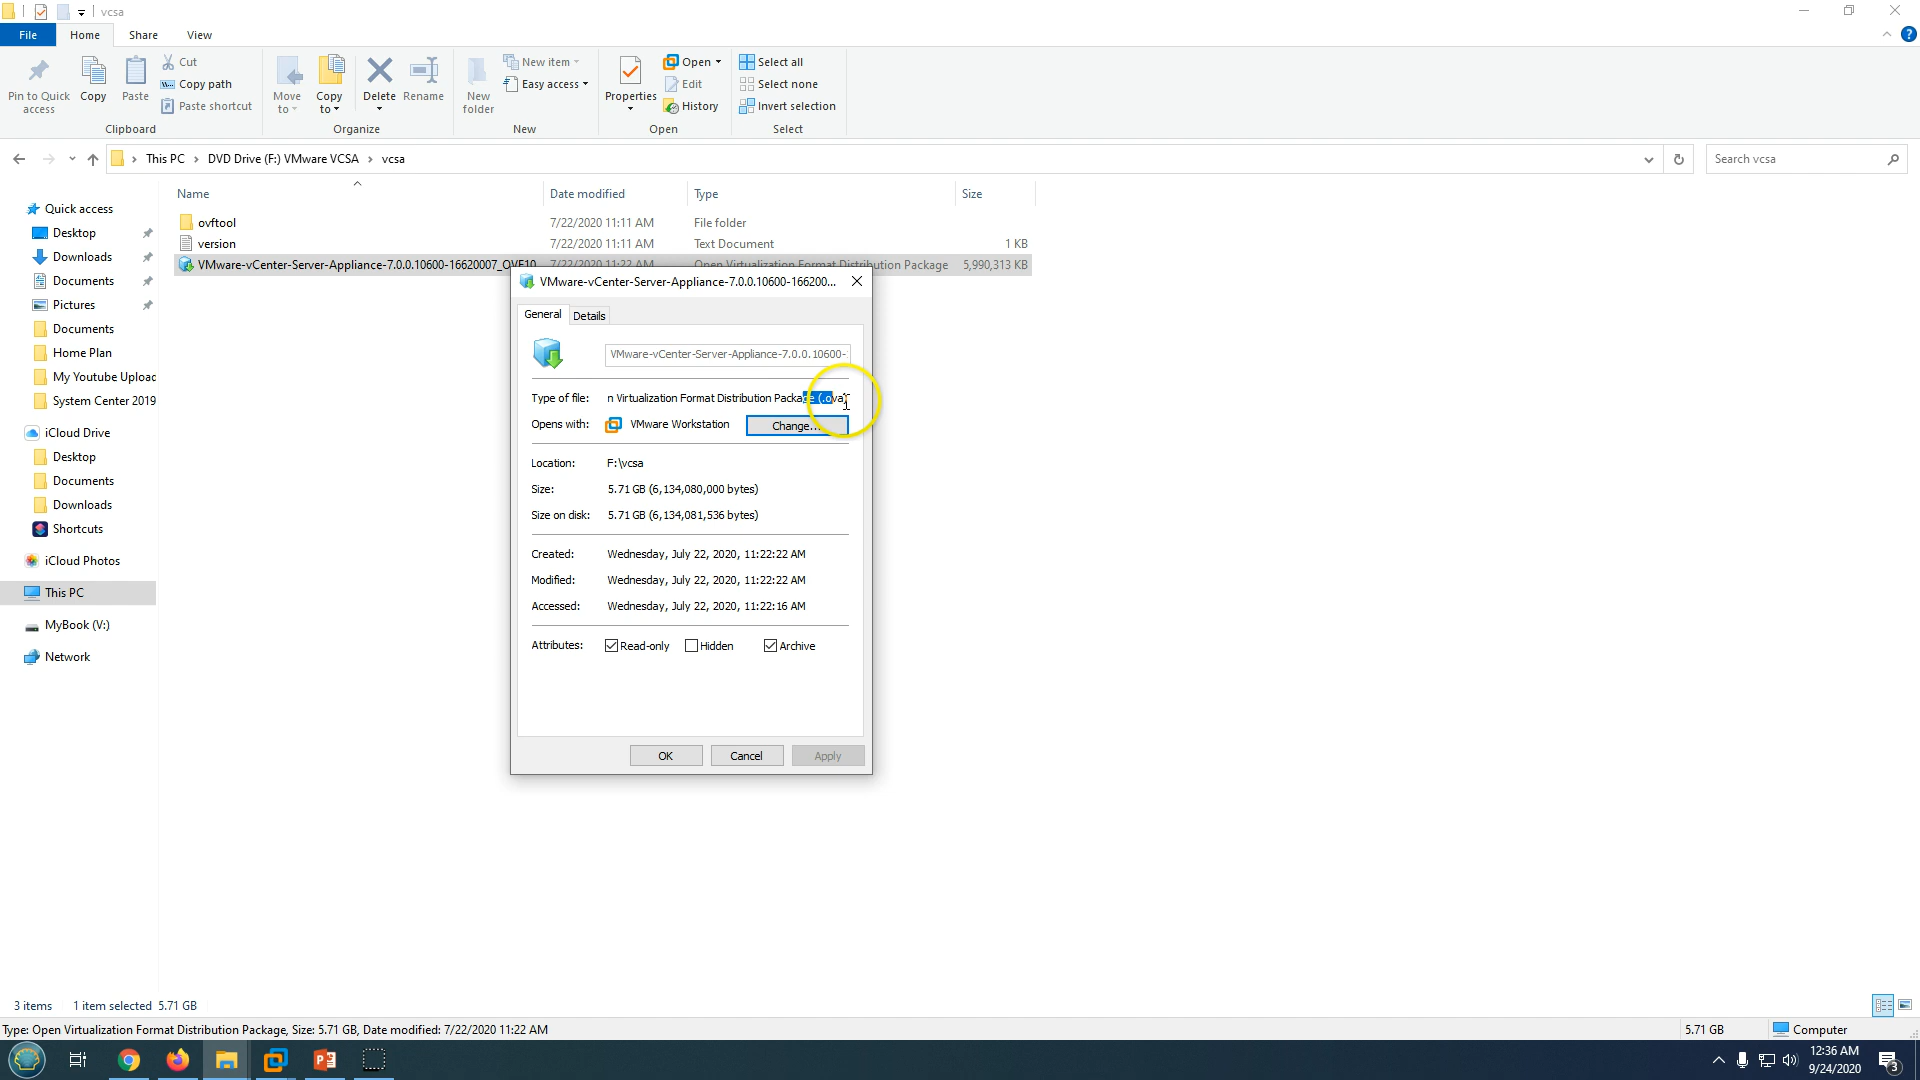 vcsa
File
Home
Share
View
Pin to Quick access
Copy
Paste
Cut
Copy path
Paste shortcut
Clipboard
Move to
Copy to
Delete
Rename
Organize
New folder
New item
Easy access
New
Properties
Open
Edit
History
Open
Select all
Select none
Invert selection
Select
This PC > DVD Drive (F:) VMware VCSA > vcsa
Search vcsa
Name
Date modified
Type
Size
ovftool 7/22/2020 11:11 AM File folder
version 7/22/2020 11:11 AM Text Document 1 KB
VMware-vCenter-Server-Appliance-7.0.0.10600-16620007_OVF10 7/22/2020 11:22 AM Open Virtualization Format Distribution Package 5,990,313 KB
Quick access
Desktop
Downloads
Documents
Pictures
Documents
Home Plan
My Youtube Upload
System Center 2019
iCloud Drive
Desktop
Documents
Downloads
Shortcuts
iCloud Photos
This PC
MyBook (V:)
Network
VMware-vCenter-Server-Appliance-7.0.0.10600-166200...
General
Details
VMware-vCenter-Server-Appliance-7.0.0.10600-
Type of file: n Virtualization Format Distribution Package (.ova)
Opens with: VMware Workstation
Change...
Location: F:\vcsa
Size: 5.71 GB (6,134,080,000 bytes)
Size on disk: 5.71 GB (6,134,081,536 bytes)
Created: Wednesday, July 22, 2020, 11:22:22 AM
Modified: Wednesday, July 22, 2020, 11:22:22 AM
Accessed: Wednesday, July 22, 2020, 11:22:16 AM
Attributes: Read-only Hidden Archive
OK
Cancel
Apply
3 items 1 item selected 5.71 GB
Type: Open Virtualization Format Distribution Package, Size: 5.71 GB, Date modified: 7/22/2020 11:22 AM
5.71 GB
Computer
12:36 AM
9/24/2020
3